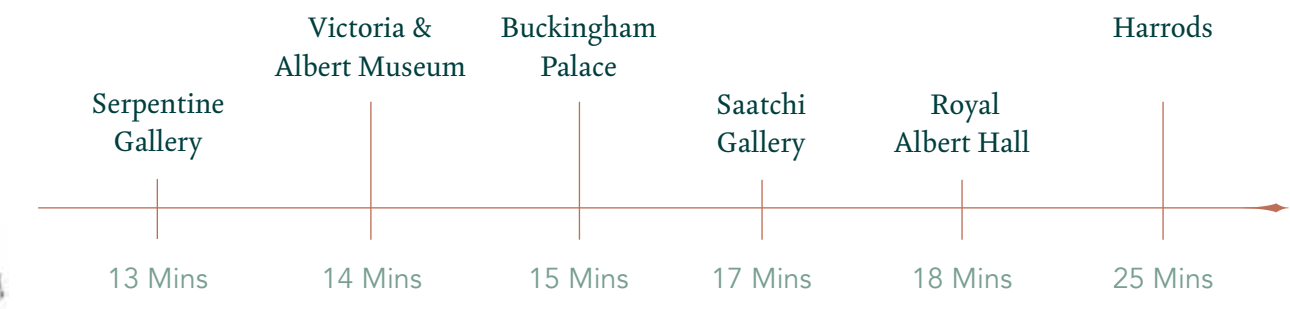 Serpentine
Gallery
13 Mins
Victoria &
Albert Museum
14 Mins
Buckingham
Palace
15 Mins
Saatchi
Gallery
17 Mins
Royal
Albert Hall
18 Mins
Harrods
25 Mins